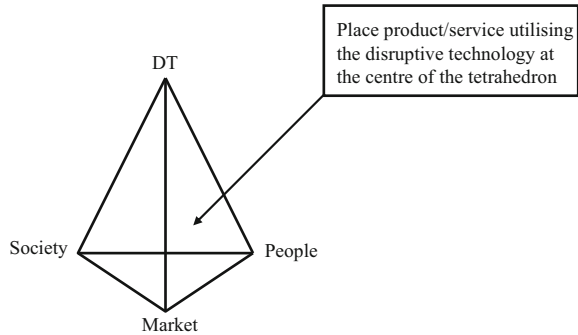 Place product/service utilising
the disruptive technology at
the centre of the tetrahedron
DT
Society
People
Market